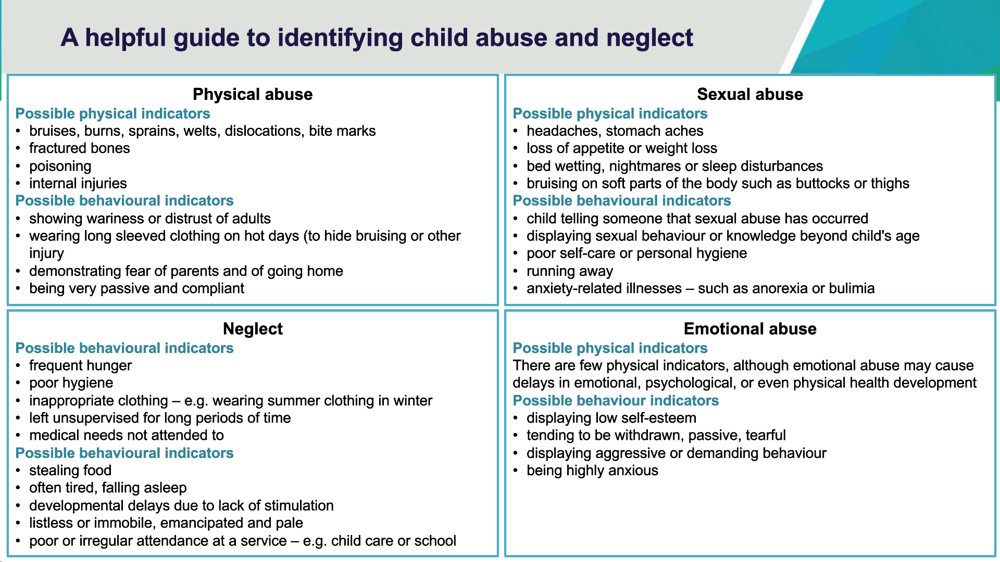 A helpful guide to identifying child abuse and neglect
Physical abuse
Possible physical indicators
• bruises, burns, sprains, welts, dislocations, bite marks
• fractured bones
• poisoning
• internal injuries
Possible behavioural indicators
• showing wariness or distrust of adults
• wearing long sleeved clothing on hot days (to hide bruising or other
injury
• demonstrating fear of parents and of going home
• being very passive and compliant
Sexual abuse
Possible physical indicators
• headaches, stomach aches
• loss of appetite or weight loss
• bed wetting, nightmares or sleep disturbances
• bruising on soft parts of the body such as buttocks or thighs
Possible behavioural indicators
• child telling someone that sexual abuse has occurred
• displaying sexual behaviour or knowledge beyond child's age
• poor self-care or personal hygiene
• running away
• anxiety-related illnesses – such as anorexia or bulimia
Neglect
Possible behavioural indicators
• frequent hunger
• poor hygiene
• inappropriate clothing – e.g. wearing summer clothing in winter
• left unsupervised for long periods of time
• medical needs not attended to
Possible behavioural indicators
• stealing food
• often tired, falling asleep
• developmental delays due to lack of stimulation
• listless or immobile, emancipated and pale
• poor or irregular attendance at a service – e.g. child care or school
Emotional abuse
Possible physical indicators
There are few physical indicators, although emotional abuse may cause
delays in emotional, psychological, or even physical health development
Possible behaviour indicators
• displaying low self-esteem
• tending to be withdrawn, passive, tearful
• displaying aggressive or demanding behaviour
• being highly anxious